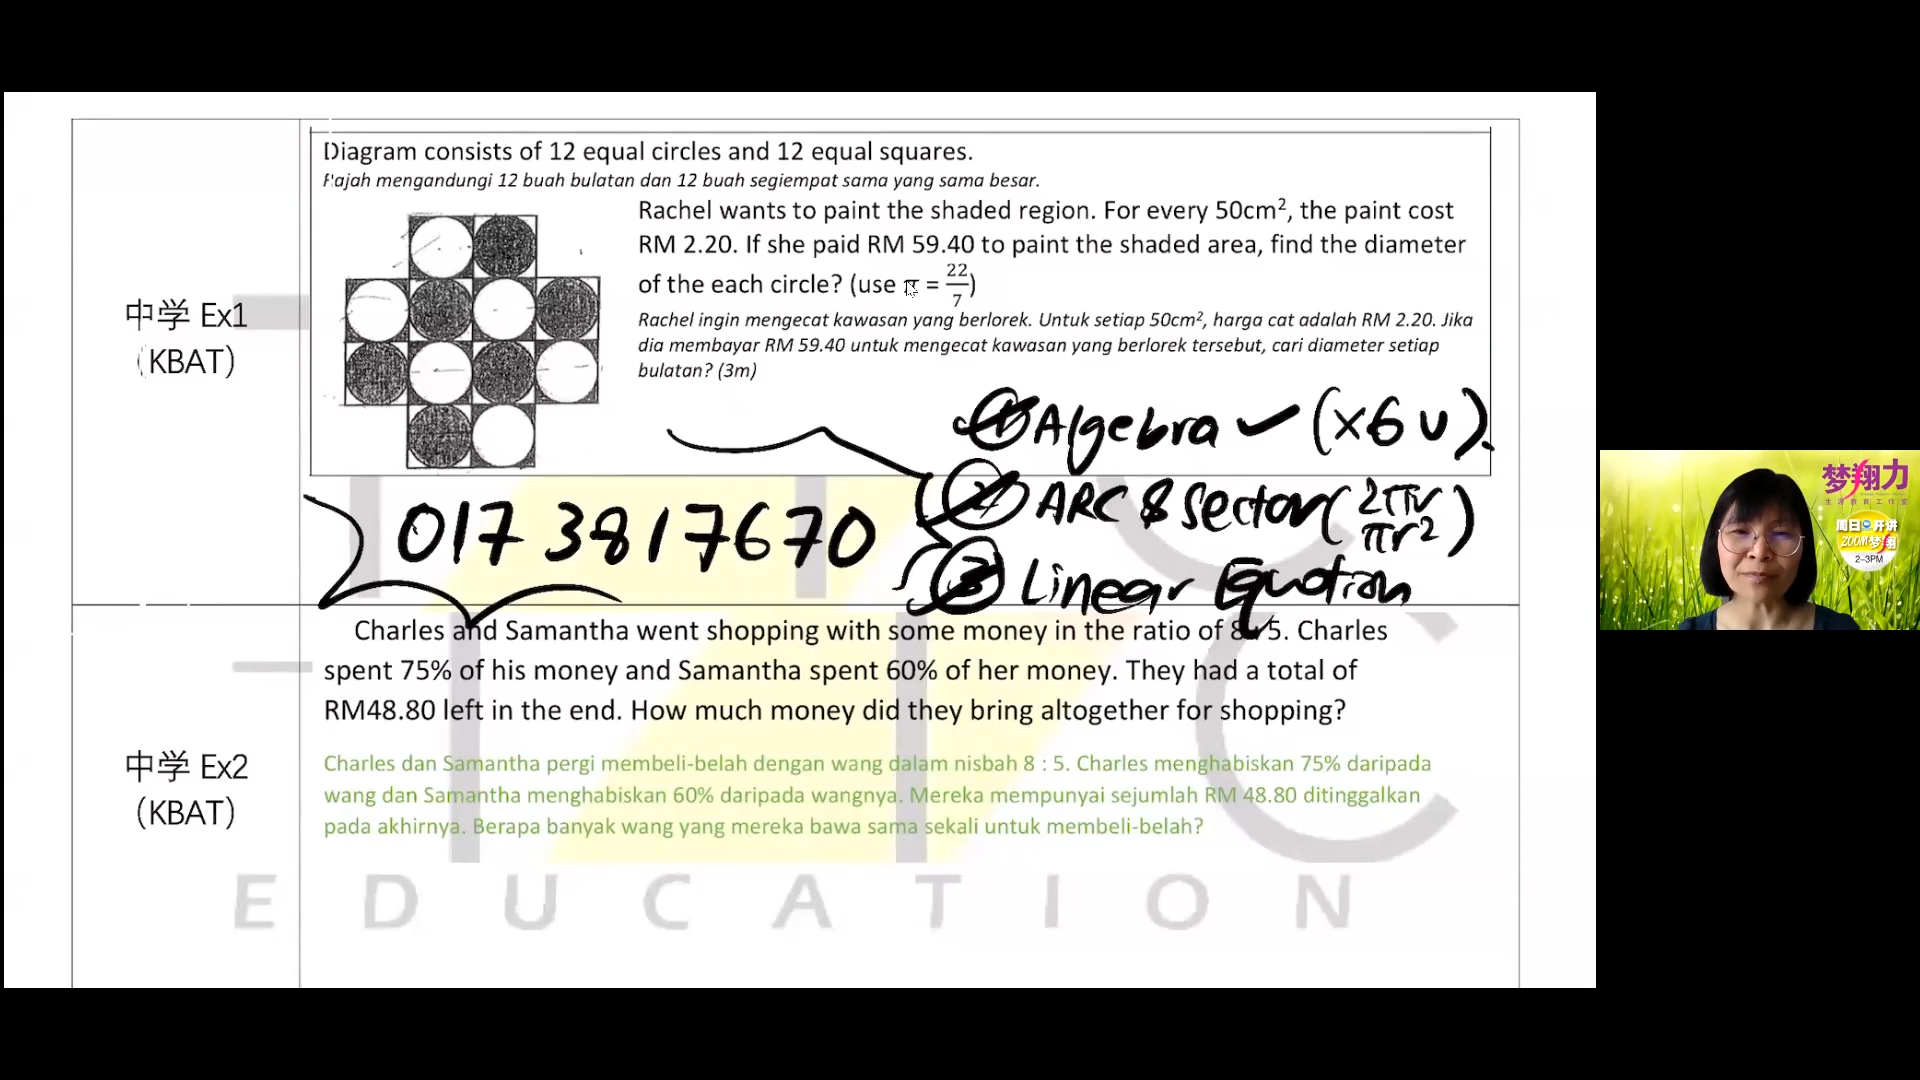 Diagram consists of 12 equal circles and 12 equal squares.
Rajah mengandungi 12 buah bulatan dan 12 buah segiempat sama yang sama besar.
Rachel wants to paint the shaded region. For every 50cm², the paint cost
RM 2.20. If she paid RM 59.40 to paint the shaded area, find the diameter
of the each circle? (use π = 22/7)
Rachel ingin mengecat kawasan yang berlorek. Untuk setiap 50cm², harga cat adalah RM 2.20. Jika
dia membayar RM 59.40 untuk mengecat kawasan yang berlorek tersebut, cari diameter setiap
bulatan? (3m)
中学 Ex1
(KBAT)
① Algebra ✓ (x6U).
② ARC & Sector (2πr
πr²)
③ Linear Equation
017 3817670
Charles and Samantha went shopping with some money in the ratio of 8 : 5. Charles
spent 75% of his money and Samantha spent 60% of her money. They had a total of
RM48.80 left in the end. How much money did they bring altogether for shopping?
中学 Ex2
(KBAT)
Charles dan Samantha pergi membeli-belah dengan wang dalam nisbah 8 : 5. Charles menghabiskan 75% daripada
wang dan Samantha menghabiskan 60% daripada wangnya. Mereka mempunyai sejumlah RM 48.80 ditinggalkan
pada akhirnya. Berapa banyak wang yang mereka bawa sama sekali untuk membeli-belah?
EDUCATION
梦翔力
周日开讲
ZOOM梦翔
2-3PM